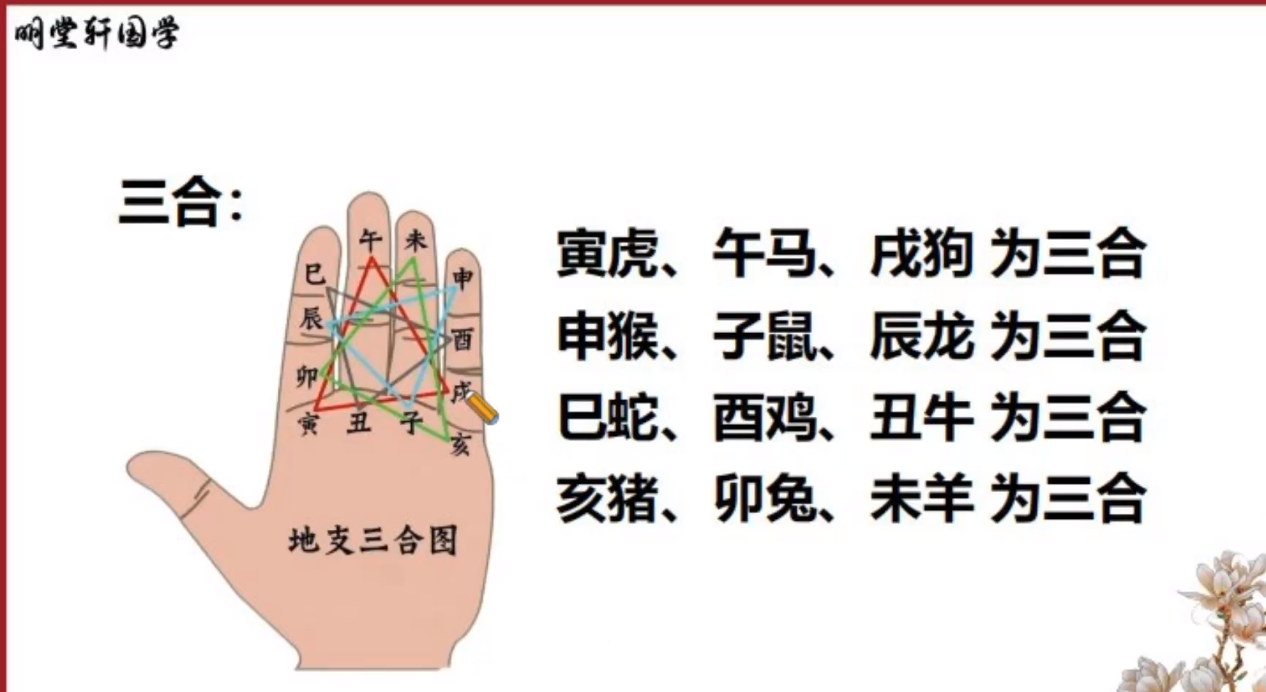 明堂轩国学
三合：
寅虎、午马、戌狗 为三合
申猴、子鼠、辰龙 为三合
巳蛇、酉鸡、丑牛 为三合
亥猪、卯兔、未羊 为三合
午 未
巳 申
辰 酉
卯 戌
寅 丑 子 亥
地支三合图